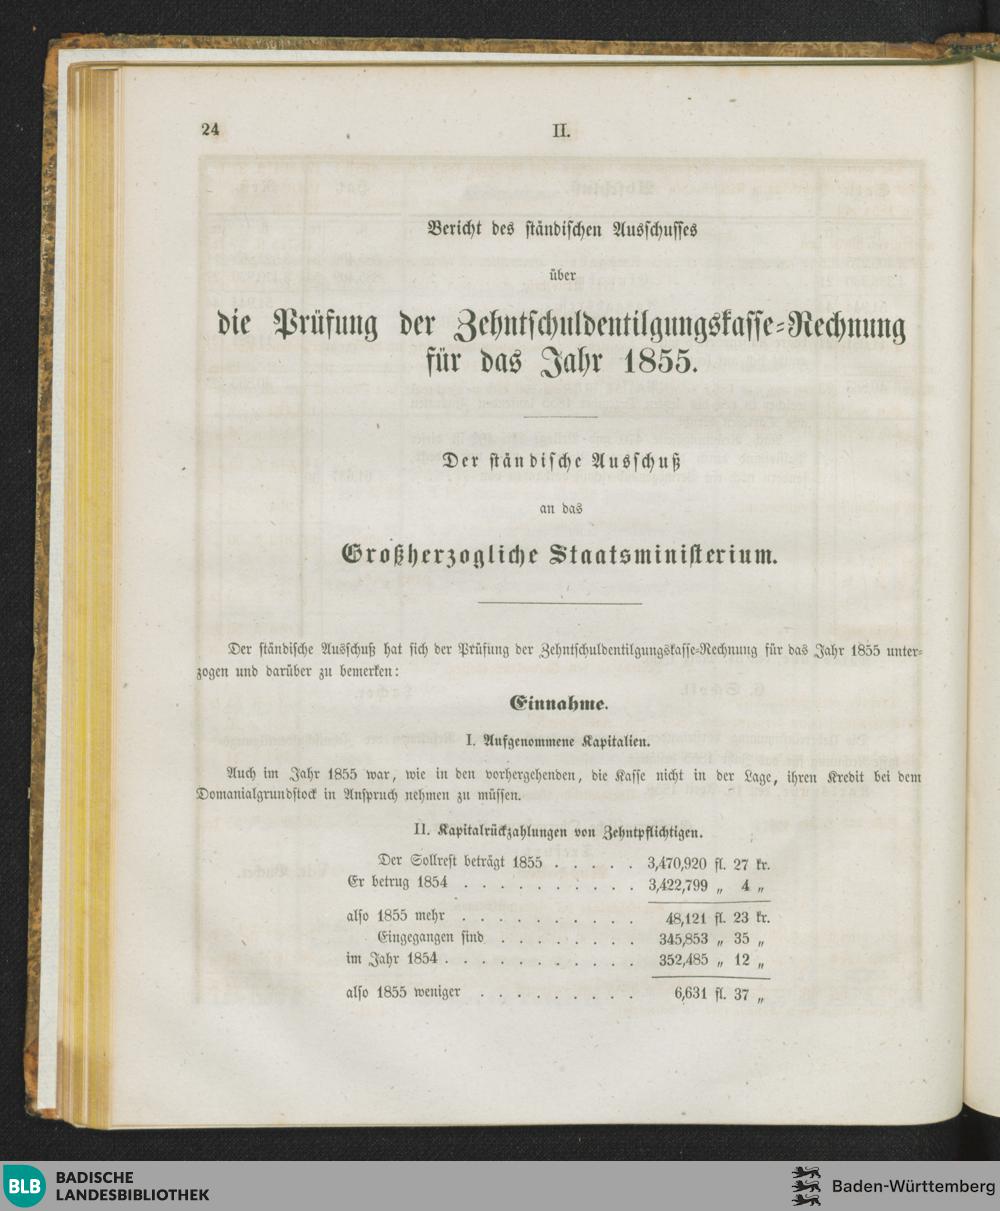 24
II.
Bericht des ständischen Ausschusses
über
die Prüfung der Zehntschuldentilgungskasse-Rechnung
für das Jahr 1855.
Der ständische Ausschuß
an das
Großherzogliche Staatsministerium.
Der ständische Ausschuß hat sich der Prüfung der Zehntschuldentilgungskasse-Rechnung für das Jahr 1855 unter-
zogen und darüber zu bemerken:
Einnahme.
I. Aufgenommene Kapitalien.
Auch im Jahr 1855 war, wie in den vorhergehenden, die Kasse nicht in der Lage, ihren Kredit bei dem
Domanialgrundstock in Anspruch nehmen zu müssen.
II. Kapitalrückzahlungen von Zehntpflichtigen.
Der Sollrest beträgt 1855 . . . . . 3,470,920 fl. 27 kr.
Er betrug 1854 . . . . . . . . . 3,422,799 „ 4 „
also 1855 mehr . . . . . . . . . 48,121 fl. 23 kr.
Eingegangen sind . . . . . . . 345,853 „ 35 „
im Jahr 1854 . . . . . . . . . . 352,485 „ 12 „
also 1855 weniger . . . . . . . . 6,631 fl. 37 „
BLB
BADISCHE
LANDESBIBLIOTHEK
Baden-Württemberg